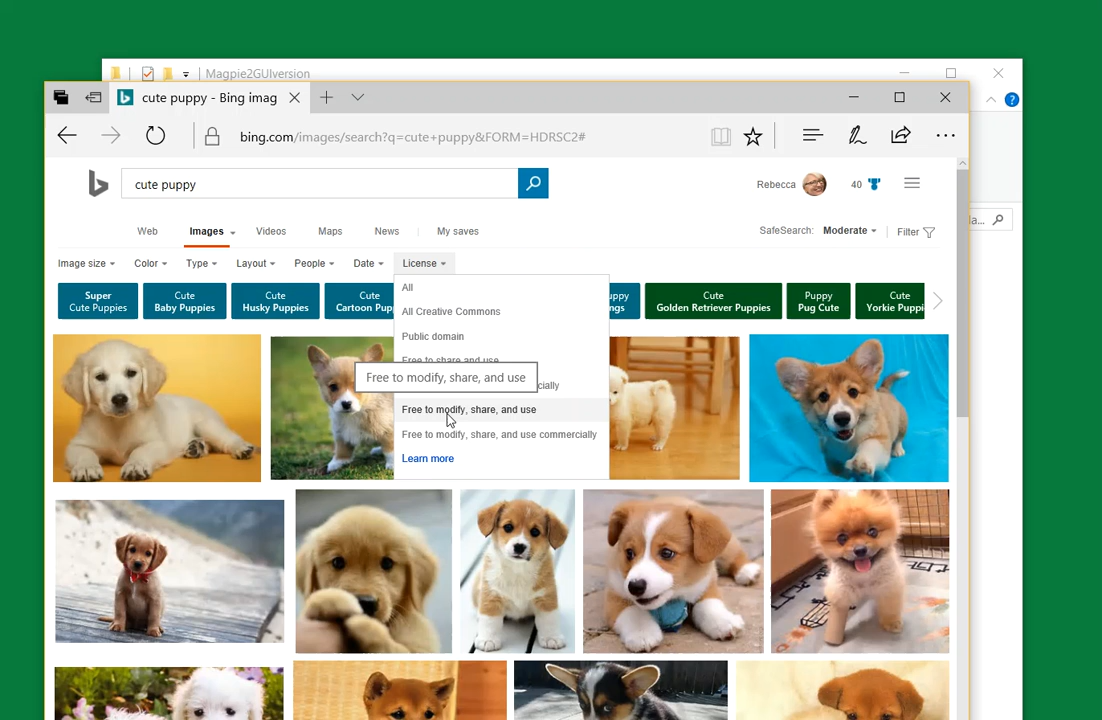 Magpie2GUIversion
cute puppy - Bing imag
bing.com/images/search?q=cute+puppy&FORM=HDRSC2#
cute puppy
Rebecca
40
la...
Web
Images
Videos
Maps
News
My saves
SafeSearch: Moderate
Filter
Image size
Color
Type
Layout
People
Date
License
Super
Cute Puppies
Cute
Baby Puppies
Cute
Husky Puppies
Cute
Cartoon Pup
uppy
ngs
Cute
Golden Retriever Puppies
Puppy
Pug Cute
Cute
Yorkie Puppi
All
All Creative Commons
Public domain
Free to share and use
Free to modify, share, and use
cially
Free to modify, share, and use
Free to modify, share, and use commercially
Learn more